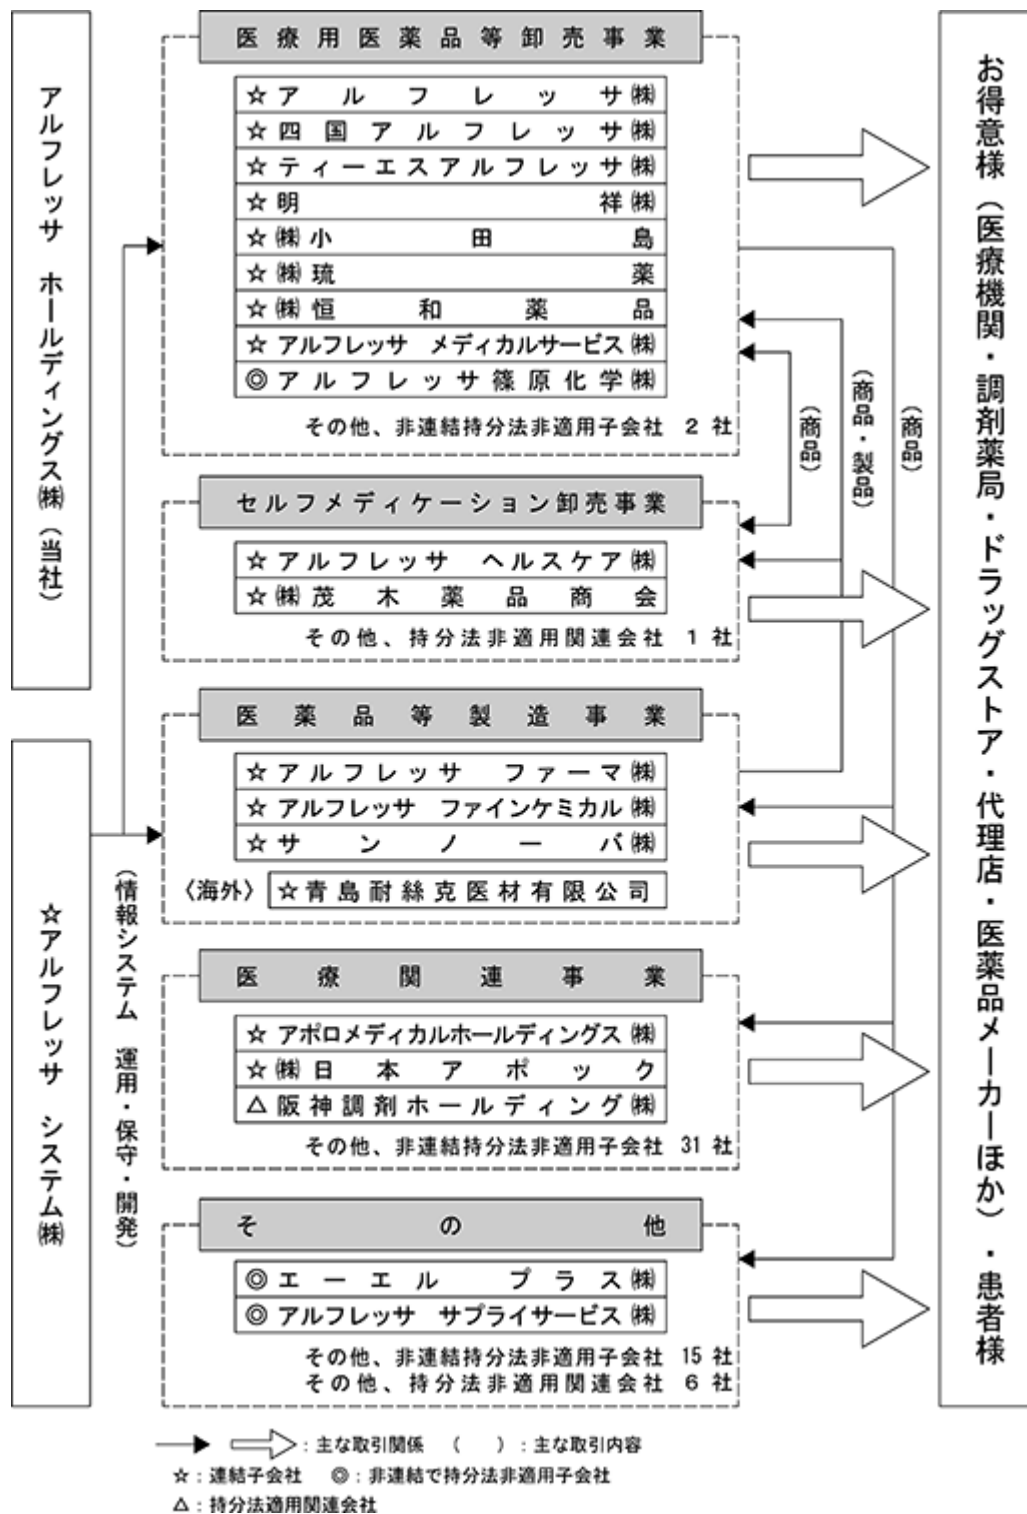 アルフレッサ ホールディングス㈱(当社)
☆アルフレッサ システム㈱
(情報システム 運用・保守・開発)
医療用医薬品等卸売事業
☆アルフレッサ㈱
☆四国アルフレッサ㈱
☆ティーエスアルフレッサ㈱
☆明祥㈱
☆㈱小田島
☆㈱琉薬
☆㈱恒和薬品
☆アルフレッサ メディカルサービス㈱
◎アルフレッサ篠原化学㈱
その他、非連結持分法非適用子会社 2 社
セルフメディケーション卸売事業
☆アルフレッサ ヘルスケア㈱
☆㈱茂木薬品商会
その他、持分法非適用関連会社 1 社
医薬品等製造事業
☆アルフレッサ ファーマ㈱
☆アルフレッサ ファインケミカル㈱
☆サンノーバ㈱
〈海外〉☆青島耐絲克医材有限公司
医療関連事業
☆アポロメディカルホールディングス㈱
☆㈱日本アポック
△阪神調剤ホールディング㈱
その他、非連結持分法非適用子会社 31 社
その他
◎エーエル プラス㈱
◎アルフレッサ サプライサービス㈱
その他、非連結持分法非適用子会社 15 社
その他、持分法非適用関連会社 6 社
(商品)
(商品・製品)
(商品)
お得意様(医療機関・調剤薬局・ドラッグストア・代理店・医薬品メーカーほか)・患者様
:主な取引関係 ( ):主な取引内容
☆:連結子会社 ◎:非連結で持分法非適用子会社
△:持分法適用関連会社